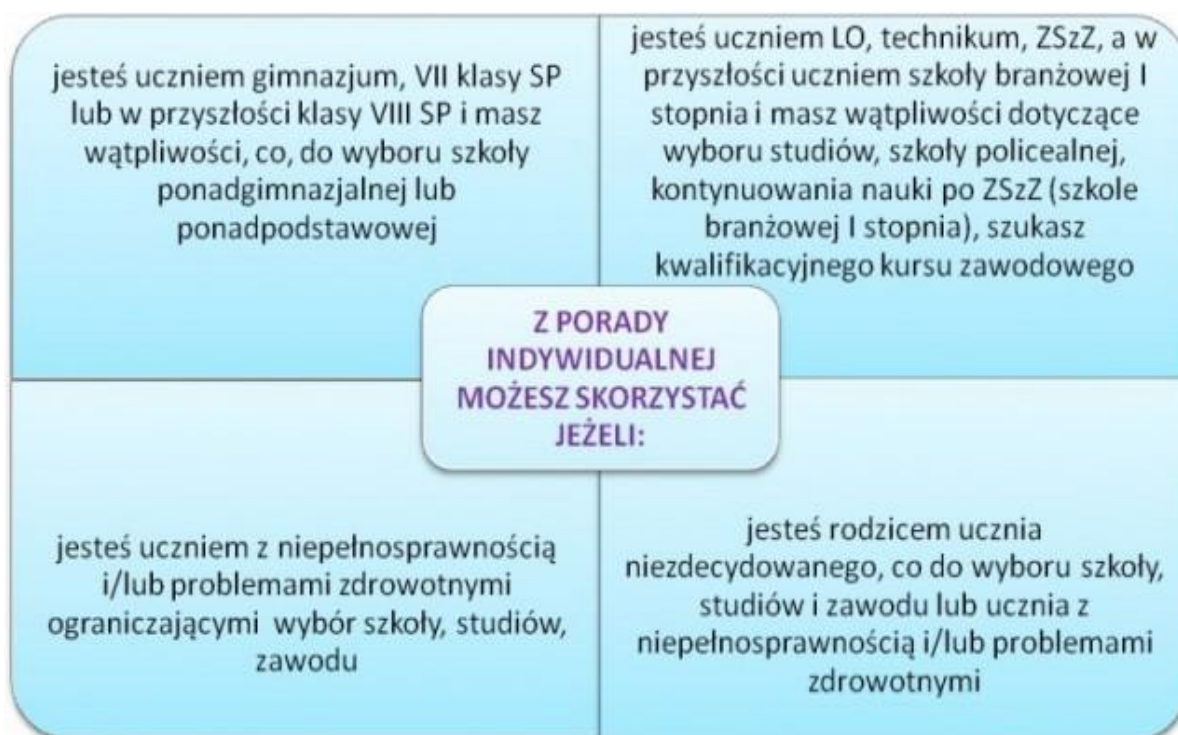 jesteś uczniem gimnazjum, VII klasy SP
lub w przyszłości klasy VIII SP i masz
wątpliwości, co, do wyboru szkoły
ponadgimnazjalnej lub
ponadpodstawowej
jesteś uczniem LO, technikum, ZSzZ, a w
przyszłości uczniem szkoły branżowej I
stopnia i masz wątpliwości dotyczące
wyboru studiów, szkoły policealnej,
kontynuowania nauki po ZSzZ (szkole
branżowej I stopnia), szukasz
kwalifikacyjnego kursu zawodowego
Z PORADY
INDYWIDUALNEJ
MOŻESZ SKORZYSTAĆ
JEŻELI:
jesteś uczniem z niepełnosprawnością
i/lub problemami zdrowotnymi
ograniczającymi wybór szkoły, studiów,
zawodu
jesteś rodzicem ucznia
niezdecydowanego, co do wyboru szkoły,
studiów i zawodu lub ucznia z
niepełnosprawnością i/lub problemami
zdrowotnymi